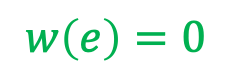 w(e) = 0